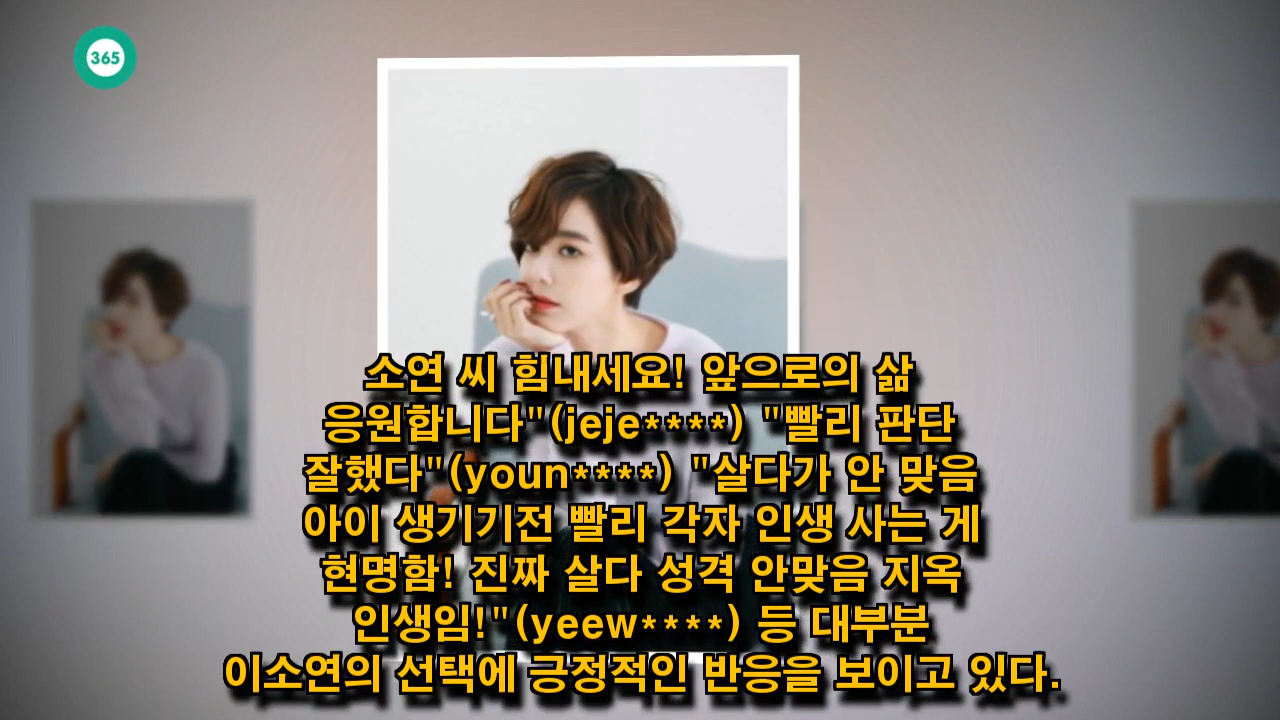 365
소연 씨 힘내세요! 앞으로의 삶
응원합니다"(jeje****) "빨리 판단
잘했다"(youn****) "살다가 안 맞음
아이 생기기전 빨리 각자 인생 사는 게
현명함! 진짜 살다 성격 안맞음 지옥
인생임!"(yeew****) 등 대부분
이소연의 선택에 긍정적인 반응을 보이고 있다.